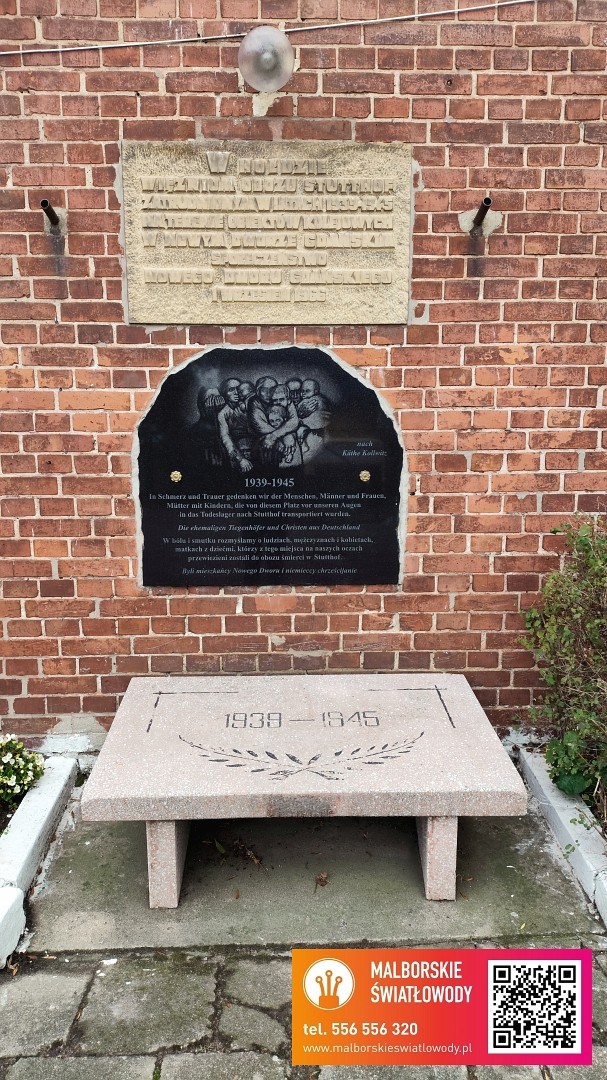 W HOŁDZIE
WIĘŹNIOM OBOZU STUTTHOF
W LATACH 1939-1945
W NOWYM DWORZE GDAŃSKIM
SPOŁECZEŃSTWO
NOWEGO DWORU GDAŃSKIEGO
nach
Käthe Kollwitz
1939-1945
In Schmerz und Trauer gedenken wir der Menschen, Männer und Frauen,
Mütter mit Kindern, die von diesem Platz vor unseren Augen
in das Todeslager nach Stutthof transportiert wurden.
Die ehemaligen Tiegenhöfer und Christen aus Deutschland
W bólu i smutku rozmyślamy o ludziach, mężczyznach i kobietach,
matkach z dziećmi, którzy z tego miejsca na naszych oczach
przewiezieni zostali do obozu śmierci w Stutthof.
Byli mieszkańcy Nowego Dworu i niemieccy chrześcijanie
1939 — 1945
MALBORSKIE
ŚWIATŁOWODY
tel. 556 556 320
www.malborskieswiatlowody.pl